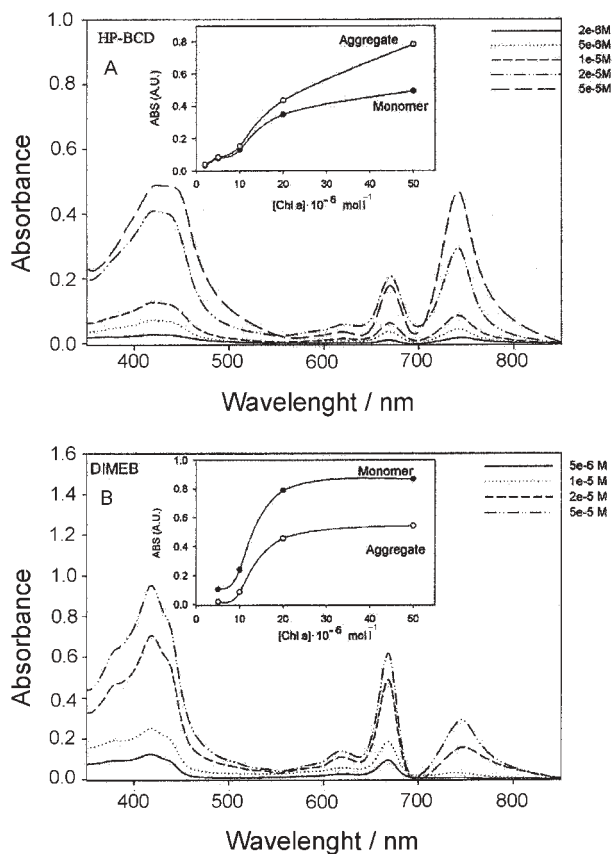 HP-BCD
A
Aggregate
Monomer
ABS (A.U.)
0.8
0.6
0.4
0.2
0.0
0 10 20 30 40 50
[Chl a]·10⁻⁶ mol l⁻¹
2e-6M
5e-6M
1e-5M
2e-5M
5e-5M
Absorbance
1.0
0.8
0.6
0.4
0.2
0.0
400 500 600 700 800
Wavelenght / nm
DIMEB
B
Monomer
Aggregate
ABS (A.U.)
1.0
0.8
0.6
0.4
0.2
0.0
0 10 20 30 40 50
[Chl a]·10⁻⁶ mol l⁻¹
5e-6 M
1e-5 M
2e-5 M
5e-5 M
Absorbance
1.6
1.4
1.2
1.0
0.8
0.6
0.4
0.2
0.0
400 500 600 700 800
Wavelenght / nm